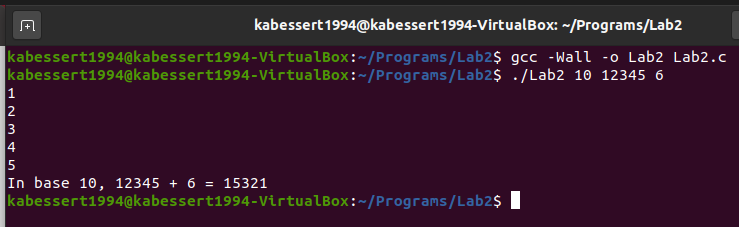 kabessert1994@kabessert1994-VirtualBox: ~/Programs/Lab2
kabessert1994@kabessert1994-VirtualBox:~/Programs/Lab2$ gcc -Wall -o Lab2 Lab2.c
kabessert1994@kabessert1994-VirtualBox:~/Programs/Lab2$ ./Lab2 10 12345 6
1
2
3
4
5
In base 10, 12345 + 6 = 15321
kabessert1994@kabessert1994-VirtualBox:~/Programs/Lab2$